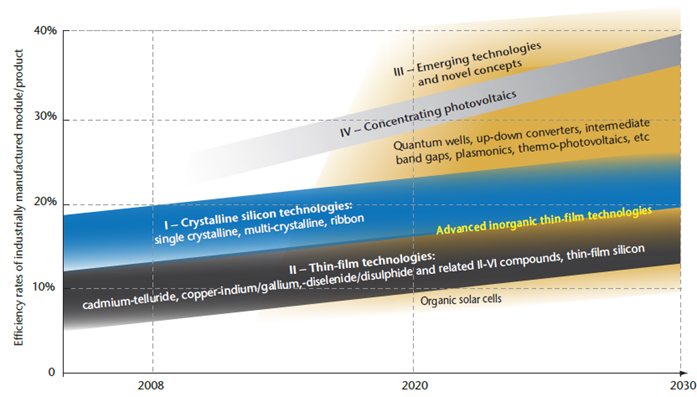 Efficiency rates of industrially manufactured module/product
40%
30%
20%
10%
0
III – Emerging technologies
and novel concepts
IV – Concentrating photovoltaics
Quantum wells, up-down converters, intermediate
band gaps, plasmonics, thermo-photovoltaics, etc
I – Crystalline silicon technologies:
single crystalline, multi-crystalline, ribbon
Advanced inorganic thin-film technologies
II – Thin-film technologies:
cadmium-telluride, copper-indium/gallium,-diselenide/disulphide and related II-VI compounds, thin-film silicon
Organic solar cells
2008
2020
2030